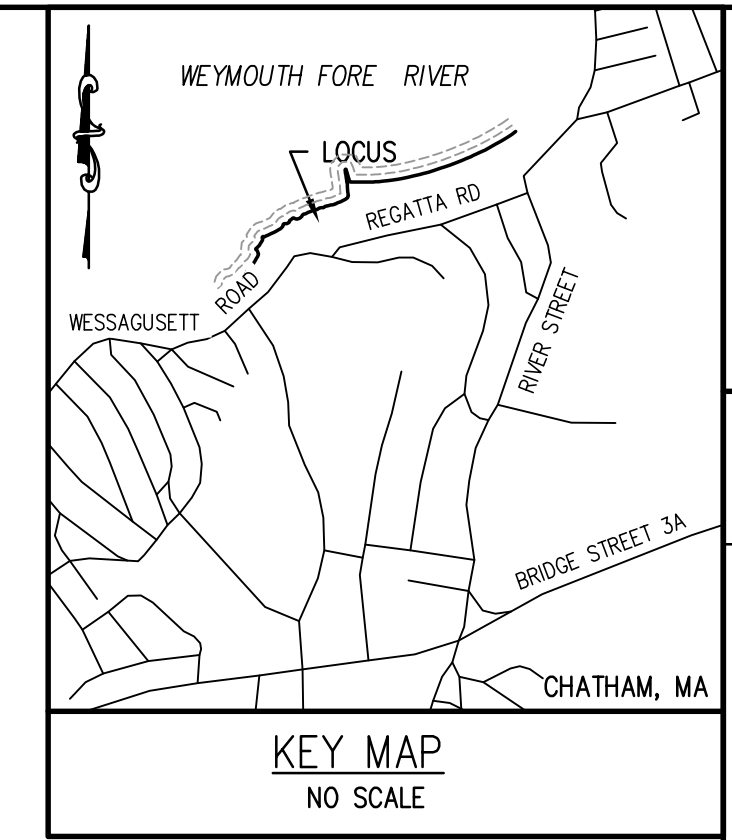 WEYMOUTH FORE RIVER
LOCUS
REGATTA RD
ROAD
WESSAGUSETT
RIVER STREET
BRIDGE STREET 3A
CHATHAM, MA
KEY MAP
NO SCALE